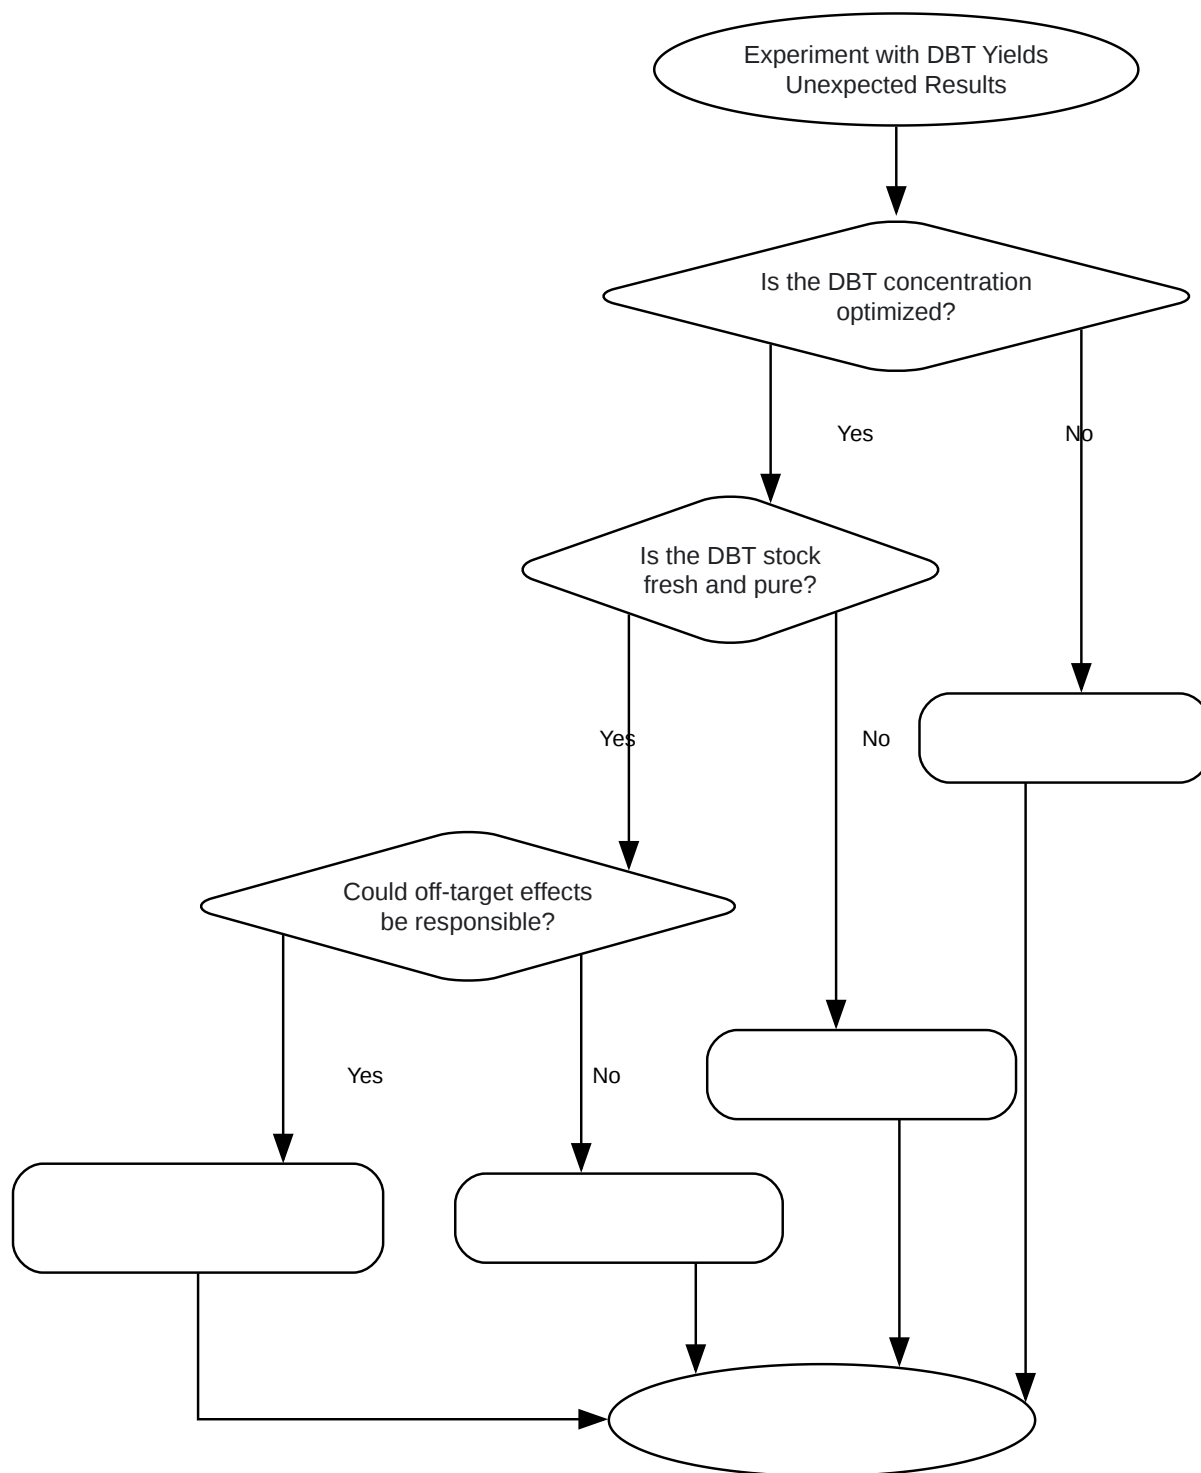 Experiment with DBT Yields
Unexpected Results
Is the DBT concentration
optimized?
Yes
No
Is the DBT stock
fresh and pure?
Yes
No
Could off-target effects
be responsible?
Yes
No